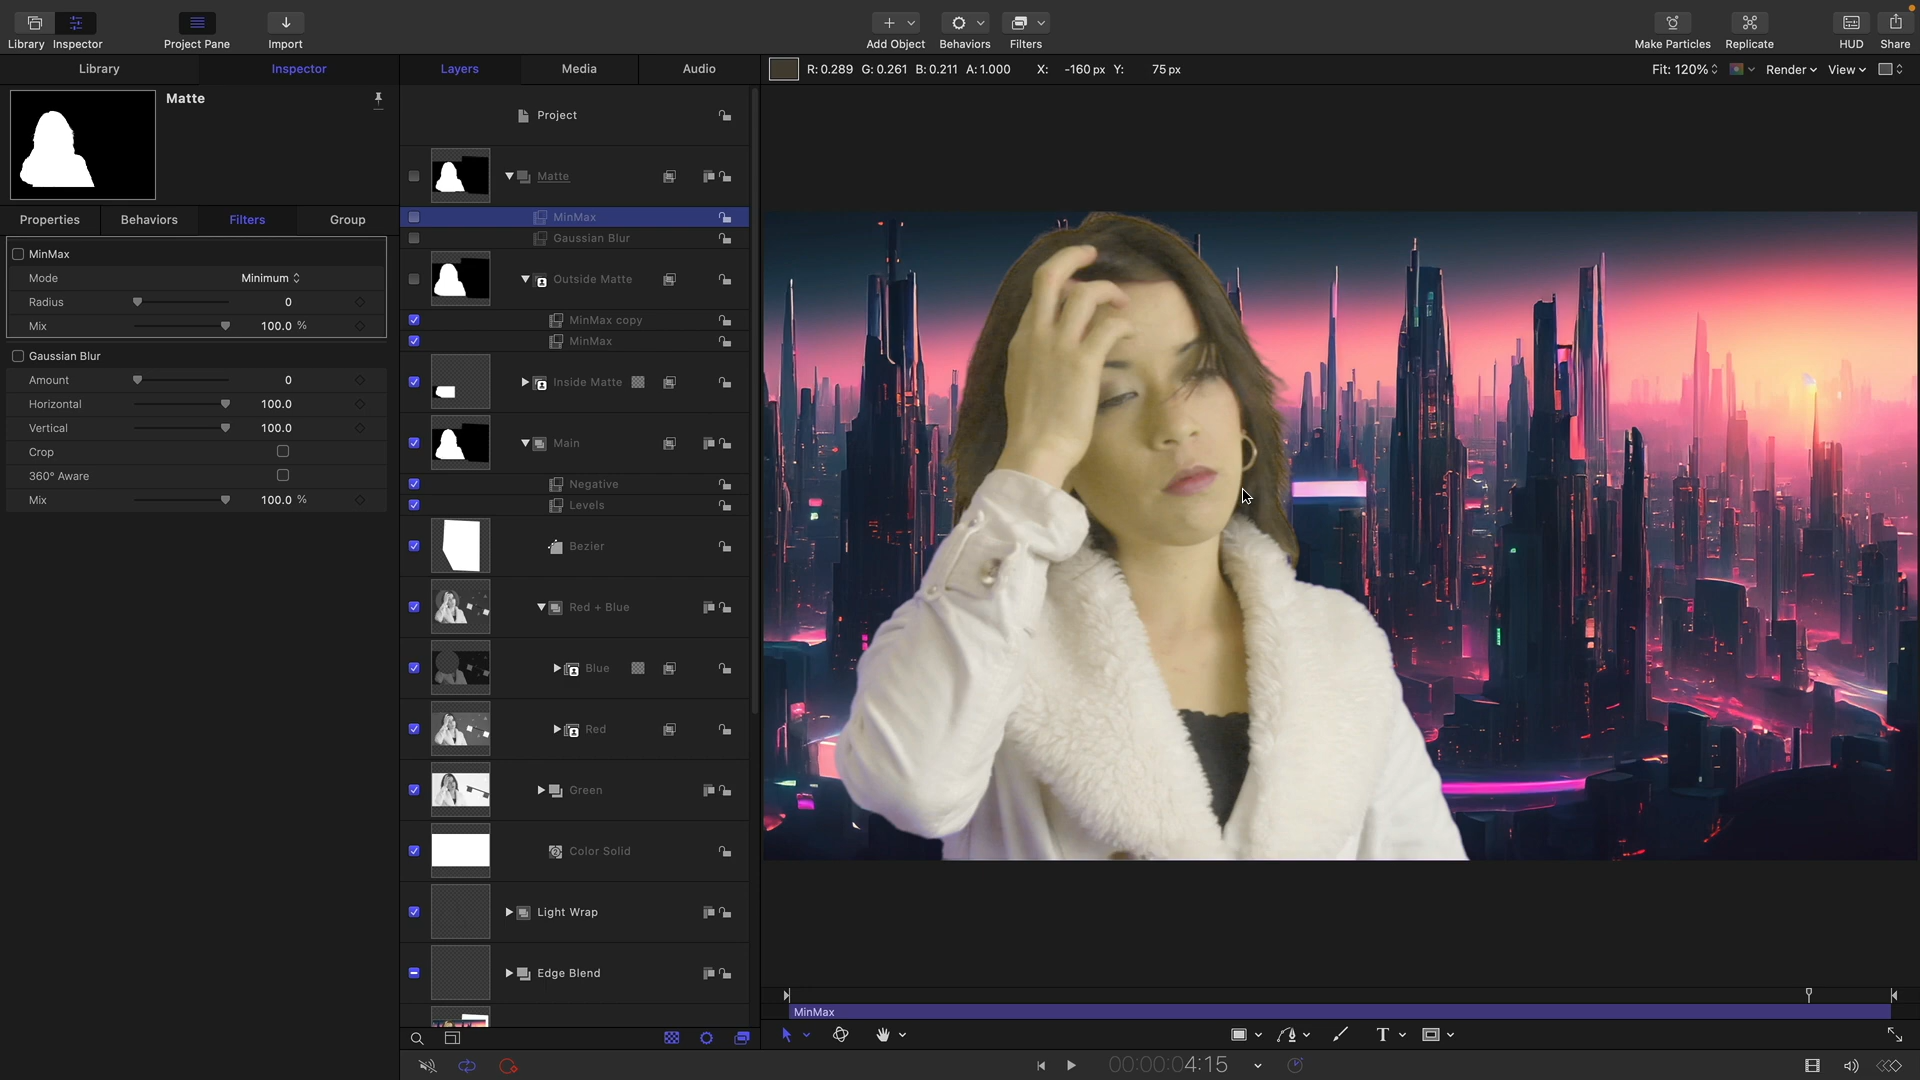 Library
Inspector
Project Pane
Import
Add Object
Behaviors
Filters
Make Particles
Replicate
HUD
Share
Library
Inspector
Layers
Media
Audio
R: 0.289 G: 0.261 B: 0.211 A: 1.000 X: -160 px Y: 75 px
Fit: 120%
Render
View
Matte
Properties
Behaviors
Filters
Group
MinMax
Mode Minimum
Radius 0
Mix 100.0 %
Gaussian Blur
Amount 0
Horizontal 100.0
Vertical 100.0
Crop
360° Aware
Mix 100.0 %
Project
Matte
MinMax
Gaussian Blur
Outside Matte
MinMax copy
MinMax
Inside Matte
Main
Negative
Levels
Bezier
Red + Blue
Blue
Red
Green
Color Solid
Light Wrap
Edge Blend
MinMax
T
00:00:04:15